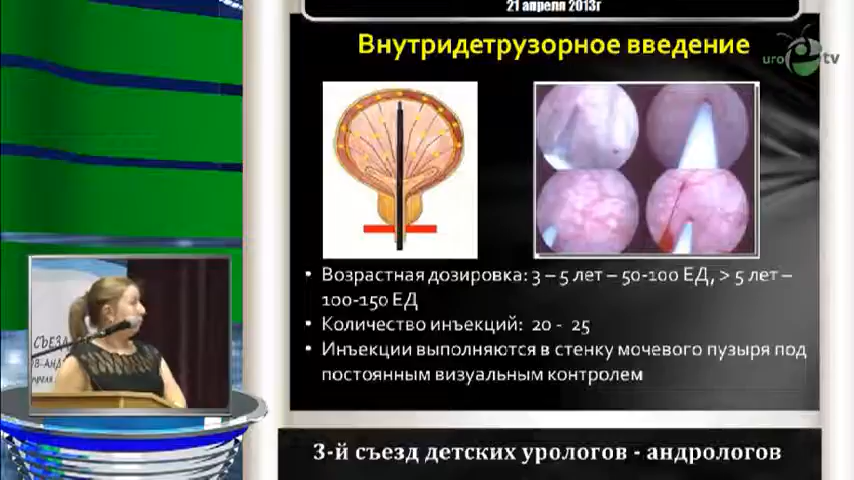 21 апреля 2013г
Внутридетрузорное введение
uro tv
• Возрастная дозировка: 3 – 5 лет – 50-100 ЕД, > 5 лет –
100-150 ЕД
• Количество инъекций: 20 - 25
• Инъекции выполняются в стенку мочевого пузыря под
постоянным визуальным контролем
СЪЕЗД
3-й съезд детских урологов - андрологов